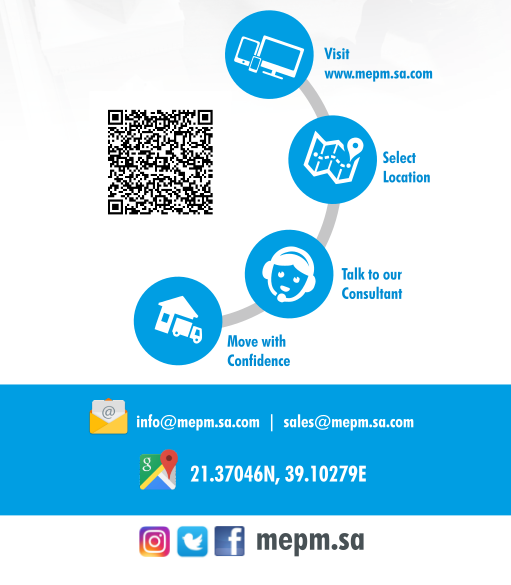 Visit
www.mepm.sa.com
Select
Location
Talk to our
Consultant
Move with
Confidence
@
info@mepm.sa.com | sales@mepm.sa.com
g
21.37046N, 39.10279E
f mepm.sa